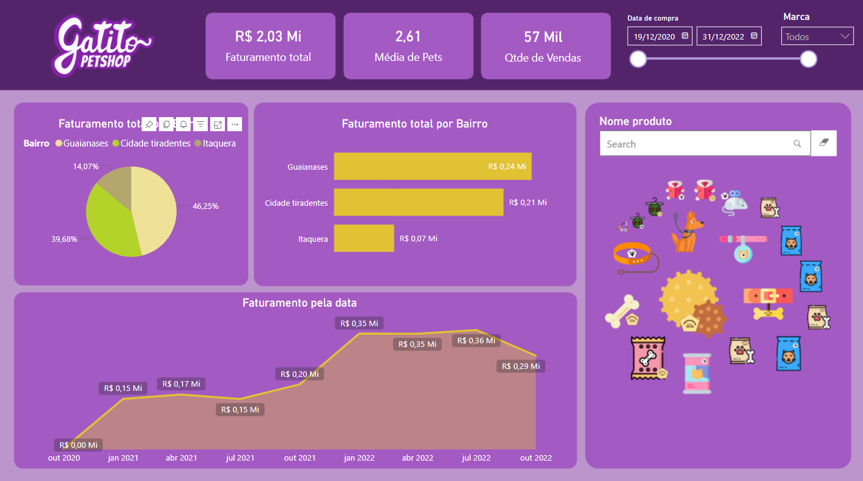 Gatito
PETSHOP
R$ 2,03 Mi
Faturamento total
2,61
Média de Pets
57 Mil
Qtde de Vendas
Data de compra
19/12/2020
31/12/2022
Marca
Todos
Faturamento
Bairro Guaianases Cidade tiradentes Itaquera
14,07%
46,25%
39,68%
Faturamento total por Bairro
Guaianases R$ 0,24 Mi
Cidade tiradentes R$ 0,21 Mi
Itaquera R$ 0,07 Mi
Nome produto
Search
Faturamento pela data
R$ 0,00 Mi
R$ 0,15 Mi
R$ 0,17 Mi
R$ 0,15 Mi
R$ 0,20 Mi
R$ 0,35 Mi
R$ 0,35 Mi
R$ 0,36 Mi
R$ 0,29 Mi
out 2020 jan 2021 abr 2021 jul 2021 out 2021 jan 2022 abr 2022 jul 2022 out 2022